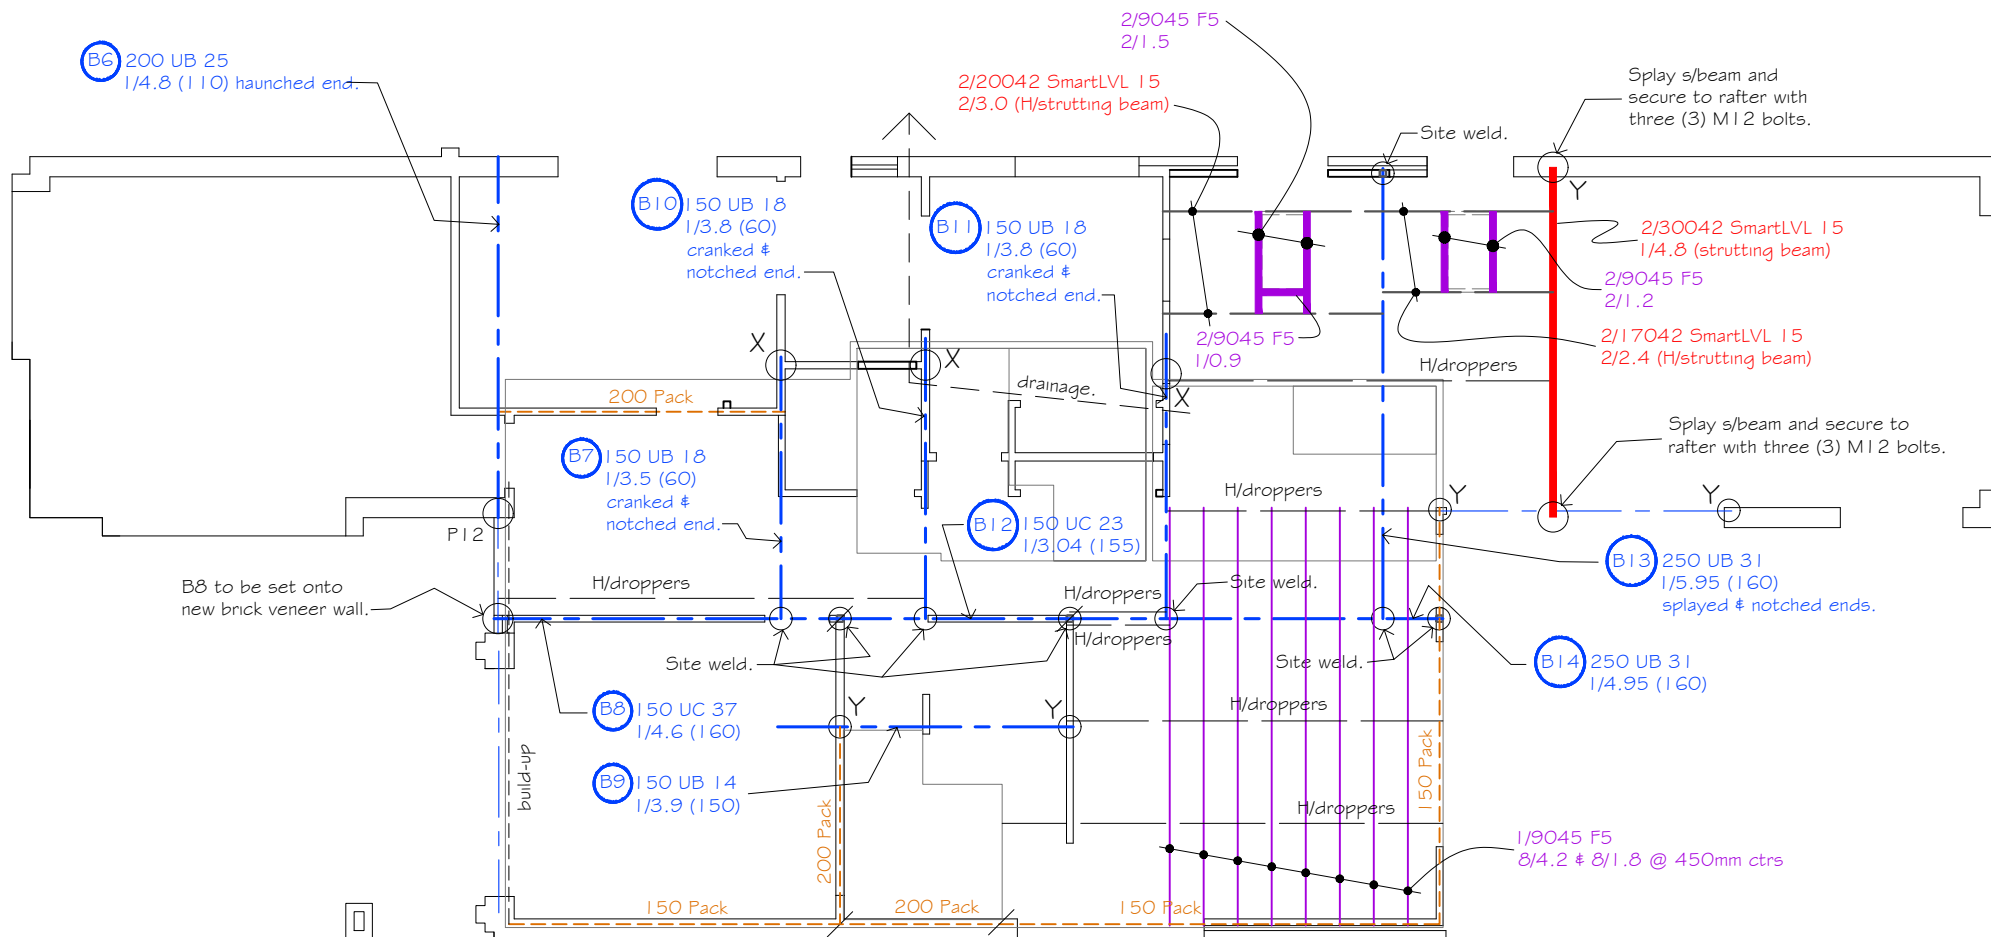 2/9045 F5
2/1.5
B6 200 UB 25
1/4.8 (110) haunched end.
2/20042 SmartLVL 15
2/3.0 (H/strutting beam)
Splay s/beam and
secure to rafter with
three (3) M12 bolts.
Site weld.
B10 150 UB 18
1/3.8 (60)
cranked &
notched end.
B11 150 UB 18
1/3.8 (60)
cranked &
notched end.
Y
2/30042 SmartLVL 15
1/4.8 (strutting beam)
2/9045 F5
2/1.2
2/9045 F5
1/0.9
2/17042 SmartLVL 15
2/2.4 (H/strutting beam)
X
X
X
H/droppers
drainage.
200 Pack
Splay s/beam and secure to
rafter with three (3) M12 bolts.
B7 150 UB 18
1/3.5 (60)
cranked &
notched end.
H/droppers
Y
Y
P12
B12 150 UC 23
1/3.04 (155)
B13 250 UB 31
1/5.95 (160)
splayed & notched ends.
B8 to be set onto
new brick veneer wall.
H/droppers
H/droppers
Site weld.
H/droppers
Site weld.
Site weld.
B14 250 UB 31
1/4.95 (160)
B8 150 UC 37
1/4.6 (160)
Y
Y
H/droppers
build-up
B9 150 UB 14
1/3.9 (150)
150 Pack
200 Pack
H/droppers
1/9045 F5
8/4.2 & 8/1.8 @ 450mm ctrs
150 Pack
200 Pack
150 Pack